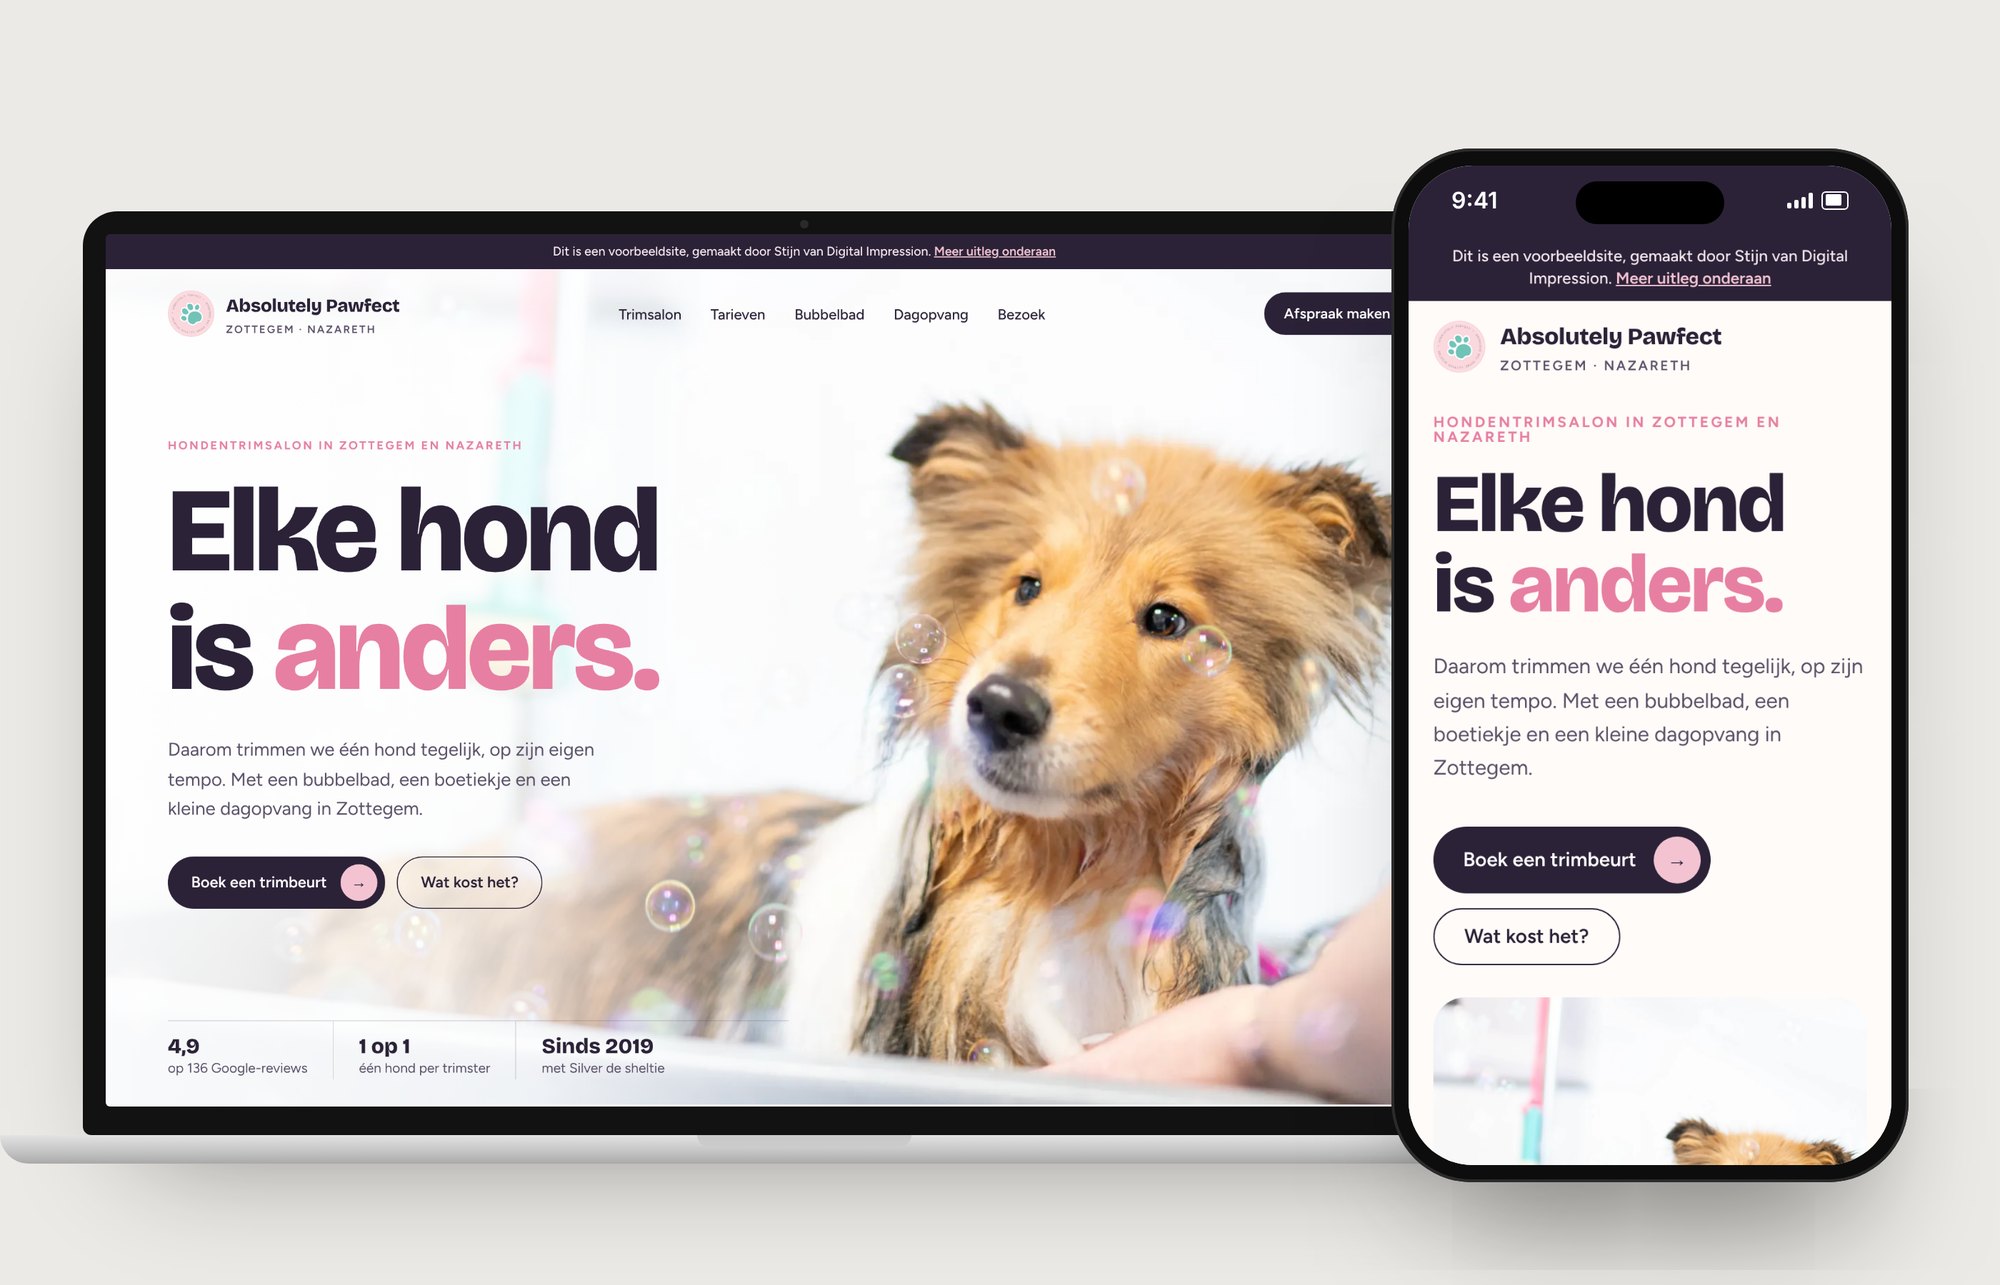 Dit is een voorbeeldsite, gemaakt door Stijn van Digital Impression. Meer uitleg onderaan
Absolutely Pawfect
ZOTTEGEM · NAZARETH
Trimsalon
Tarieven
Bubbelbad
Dagopvang
Bezoek
Afspraak maken
HONDENTRIMSALON IN ZOTTEGEM EN NAZARETH
Elke hond
is anders.
Daarom trimmen we één hond tegelijk, op zijn eigen
tempo. Met een bubbelbad, een boetiekje en een
kleine dagopvang in Zottegem.
Boek een trimbeurt →
Wat kost het?
4,9
op 136 Google-reviews
1 op 1
één hond per trimster
Sinds 2019
met Silver de sheltie
9:41
Dit is een voorbeeldsite, gemaakt door Stijn van Digital
Impression. Meer uitleg onderaan
Absolutely Pawfect
ZOTTEGEM · NAZARETH
HONDENTRIMSALON IN ZOTTEGEM EN
NAZARETH
Elke hond
is anders.
Daarom trimmen we één hond tegelijk, op zijn
eigen tempo. Met een bubbelbad, een
boetiekje en een kleine dagopvang in
Zottegem.
Boek een trimbeurt →
Wat kost het?